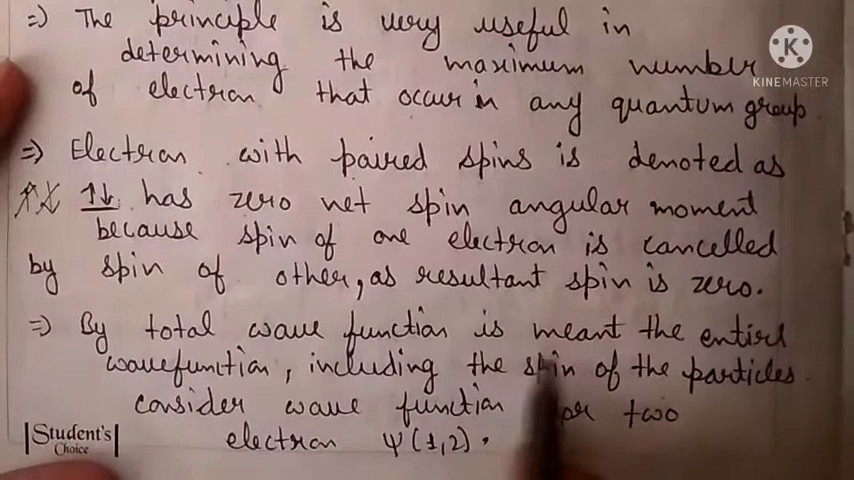 ⇒ The principle is very useful in
determining the maximum number
of electron that occur in any quantum group.
⇒ Electron with paired spins is denoted as
↑↓ has zero net spin angular moment
because spin of one electron is cancelled
by spin of other, as resultant spin is zero.
⇒ By total wave function is meant the entire
wavefunction, including the spin of the particles
consider wave function for two
electron ψ(1,2).
Student's
Choice
K
KINEMASTER